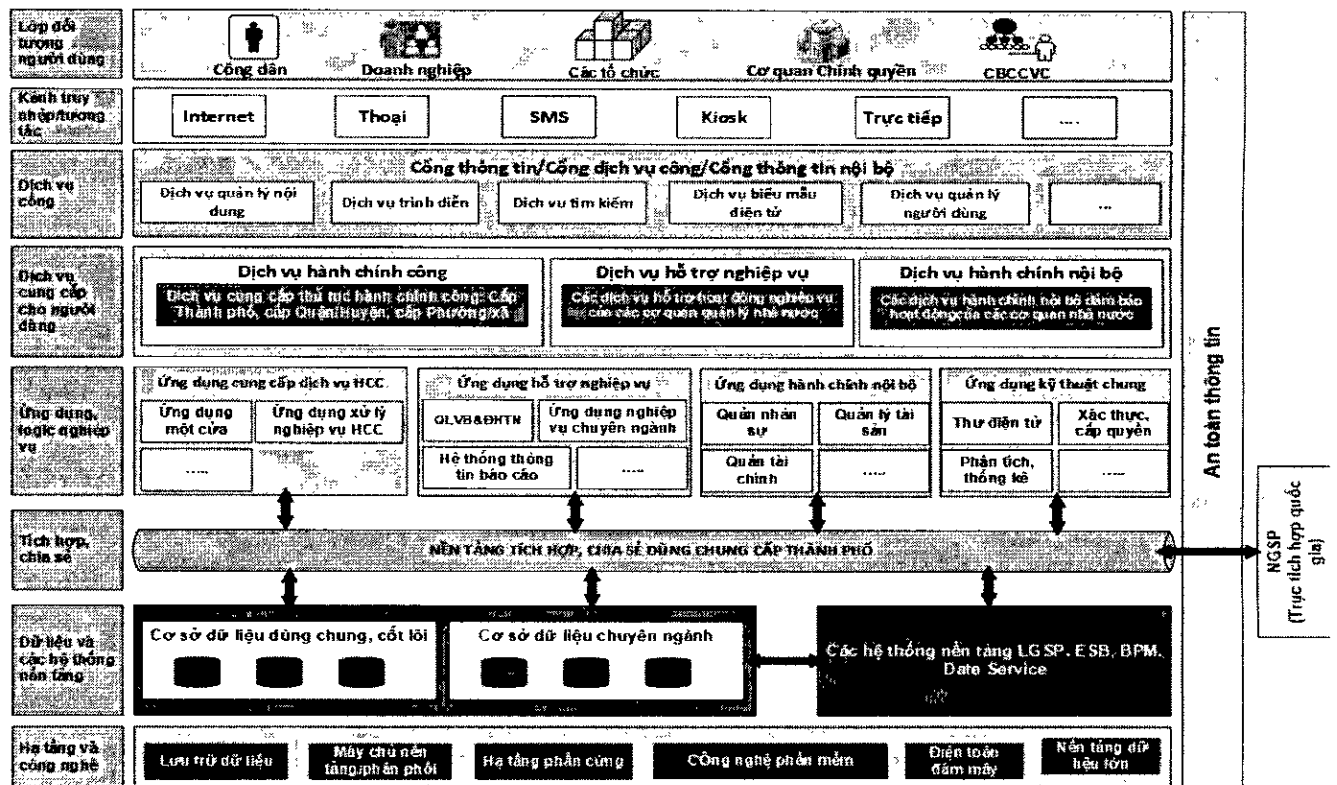 Lớp đối
tượng
người dùng
Công dân
Doanh nghiệp
Các tổ chức
Cơ quan Chính quyền
CBCCVC
Kênh truy
nhập/tương
tác
Internet
Thoại
SMS
Kiosk
Trực tiếp
....
Dịch vụ
công
Cổng thông tin/Cổng dịch vụ công/Cổng thông tin nội bộ
Dịch vụ quản lý nội
dung
Dịch vụ trình diễn
Dịch vụ tìm kiếm
Dịch vụ biểu mẫu
điện tử
Dịch vụ quản lý
người dùng
...
Dịch vụ
cung cấp
cho người
dùng
Dịch vụ hành chính công
Dịch vụ cung cấp thủ tục hành chính công: Cấp
Thành phố, cấp Quận/Huyện, cấp Phường/xã
Dịch vụ hỗ trợ nghiệp vụ
Các dịch vụ hỗ trợ hoạt động nghiệp vụ
của các cơ quan quản lý nhà nước
Dịch vụ hành chính nội bộ
Các dịch vụ hành chính nội bộ đảm bảo
hoạt động của các cơ quan nhà nước
Ứng dụng,
logic nghiệp
vụ
Ứng dụng cung cấp dịch vụ HCC
Ứng dụng
một cửa
Ứng dụng xử lý
nghiệp vụ HCC
.....
Ứng dụng hỗ trợ nghiệp vụ
QLVB&ĐHTN
Ứng dụng nghiệp
vụ chuyên ngành
Hệ thống thông
tin báo cáo
.....
Ứng dụng hành chính nội bộ
Quản nhân
sự
Quản lý tài
sản
Quản tài
chính
.....
Ứng dụng kỹ thuật chung
Thư điện tử
Xác thực,
cấp quyền
Phân tích,
thống kê
.....
Tích hợp,
chia sẻ
NỀN TẢNG TÍCH HỢP, CHIA SẺ DÙNG CHUNG CẤP THÀNH PHỐ
Dữ liệu và
các hệ thống
nền tảng
Cơ sở dữ liệu dùng chung, cốt lõi
Cơ sở dữ liệu chuyên ngành
Các hệ thống nền tảng LGSP, ESB, BPM,
Date Service
Hạ tầng và
công nghệ
Lưu trữ dữ liệu
Máy chủ nền
tảng/phân phối
Hạ tầng phần cứng
Công nghệ phần mềm
Điện toán
đám mây
Nền tảng dữ
liệu lớn
An toàn thông tin
NGSP
(Trục tích hợp quốc
gia)